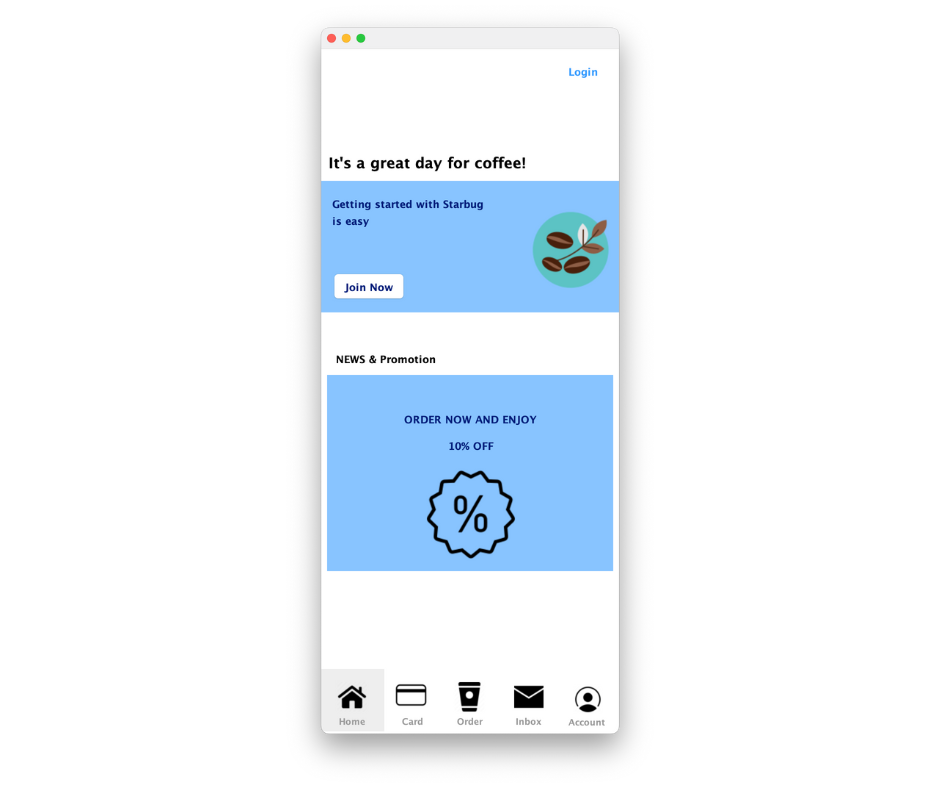 Login
It's a great day for coffee!
Getting started with Starbug
is easy
Join Now
NEWS & Promotion
ORDER NOW AND ENJOY
10% OFF
%
Home Card Order Inbox Account